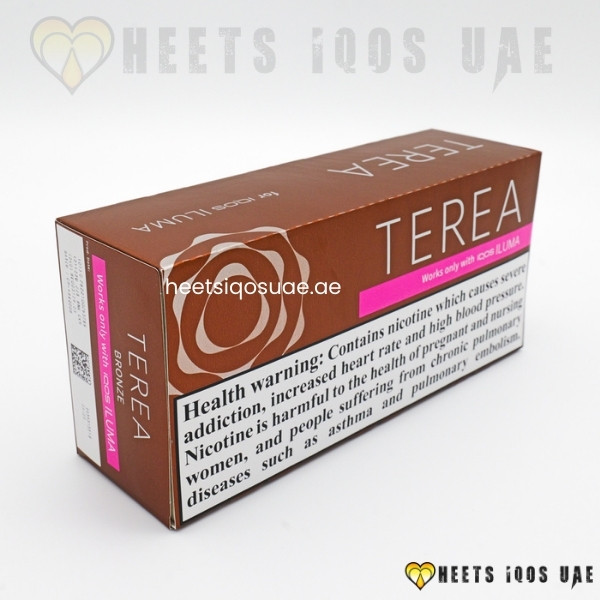 HEETS iQOS UAE
TEREA
for IQOS ILUMA
TEREA
Works only with IQOS ILUMA
heetsiqosuae.ae
Health warning: Contains nicotine which causes severe
addiction, increased heart rate and high blood pressure.
Nicotine is harmful to the health of pregnant and nursing
women, and people suffering from chronic pulmonary
diseases such as asthma and pulmonary embolism.
TEREA
BRONZE
Works only with IQOS ILUMA
HEETS iQOS UAE